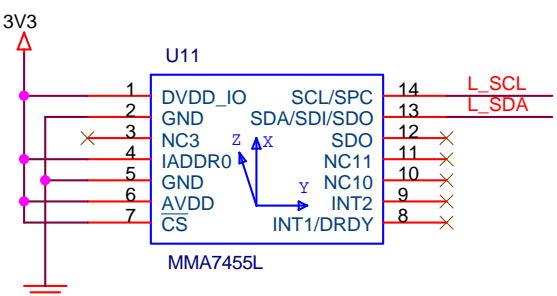 3V3
U11
1 DVDD_IO SCL/SPC 14 L_SCL
2 GND SDA/SDI/SDO 13 L_SDA
3 NC3 Z X SDO 12
4 IADDR0 NC11 11
5 GND Y NC10 10
6 AVDD INT2 9
7 CS INT1/DRDY 8
MMA7455L